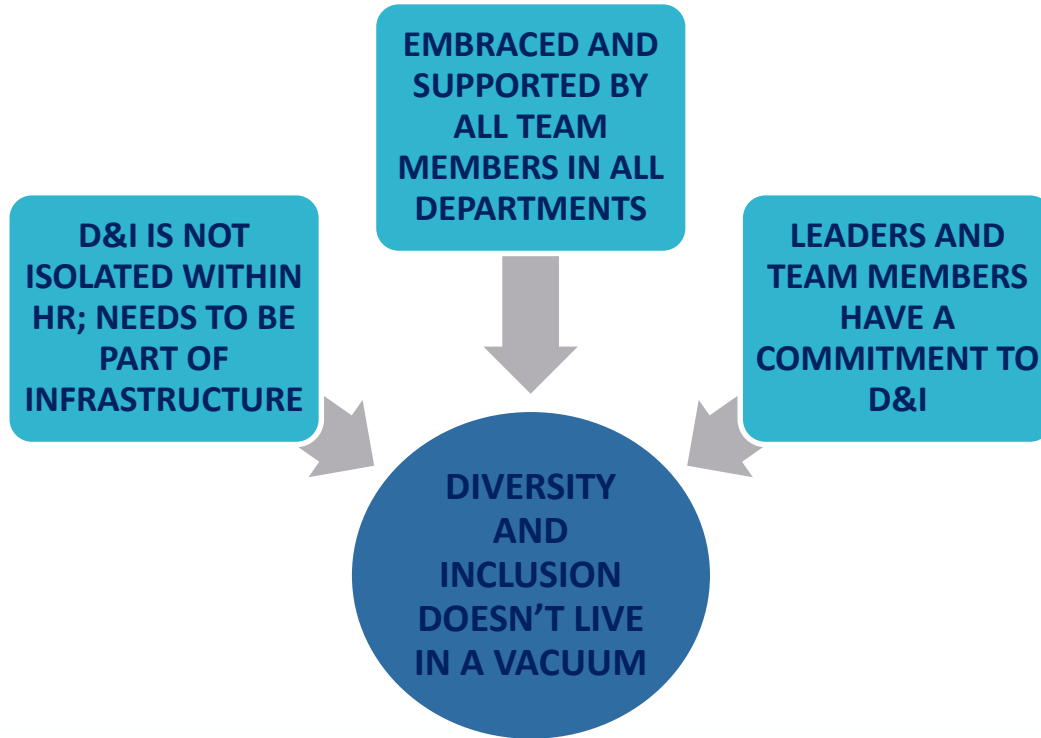 EMBRACED AND
SUPPORTED BY
ALL TEAM
MEMBERS IN ALL
DEPARTMENTS
D&I IS NOT
ISOLATED WITHIN
HR; NEEDS TO BE
PART OF
INFRASTRUCTURE
LEADERS AND
TEAM MEMBERS
HAVE A
COMMITMENT TO
D&I
DIVERSITY
AND
INCLUSION
DOESN’T LIVE
IN A VACUUM